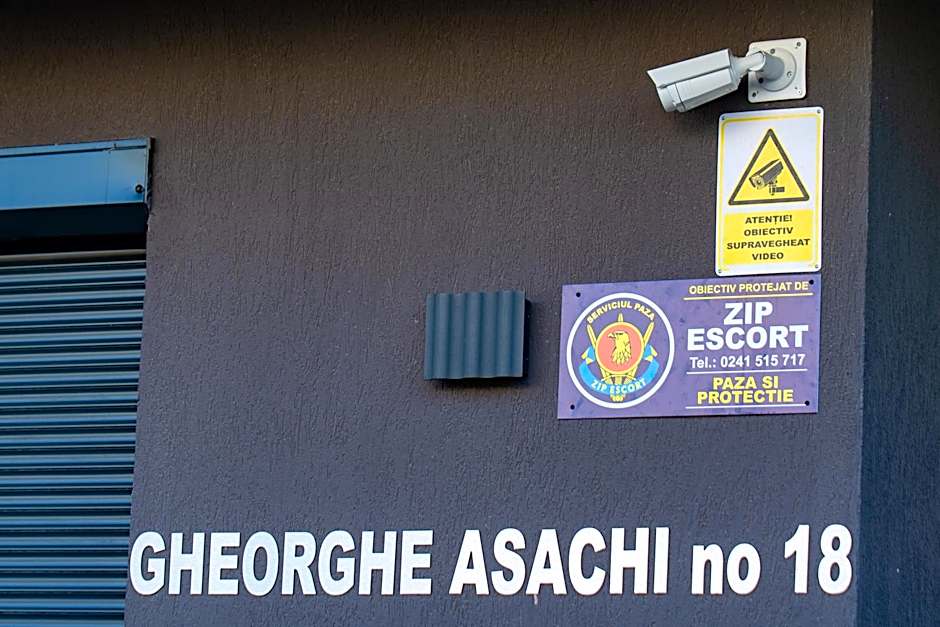 ATENȚIE!
OBIECTIV
SUPRAVEGHEAT
VIDEO
OBIECTIV PROTEJAT DE
SERVICIUL PAZA
ZIP ESCORT
ZIP
ESCORT
Tel.: 0241 515 717
PAZA SI
PROTECTIE
GHEORGHE ASACHI no 18